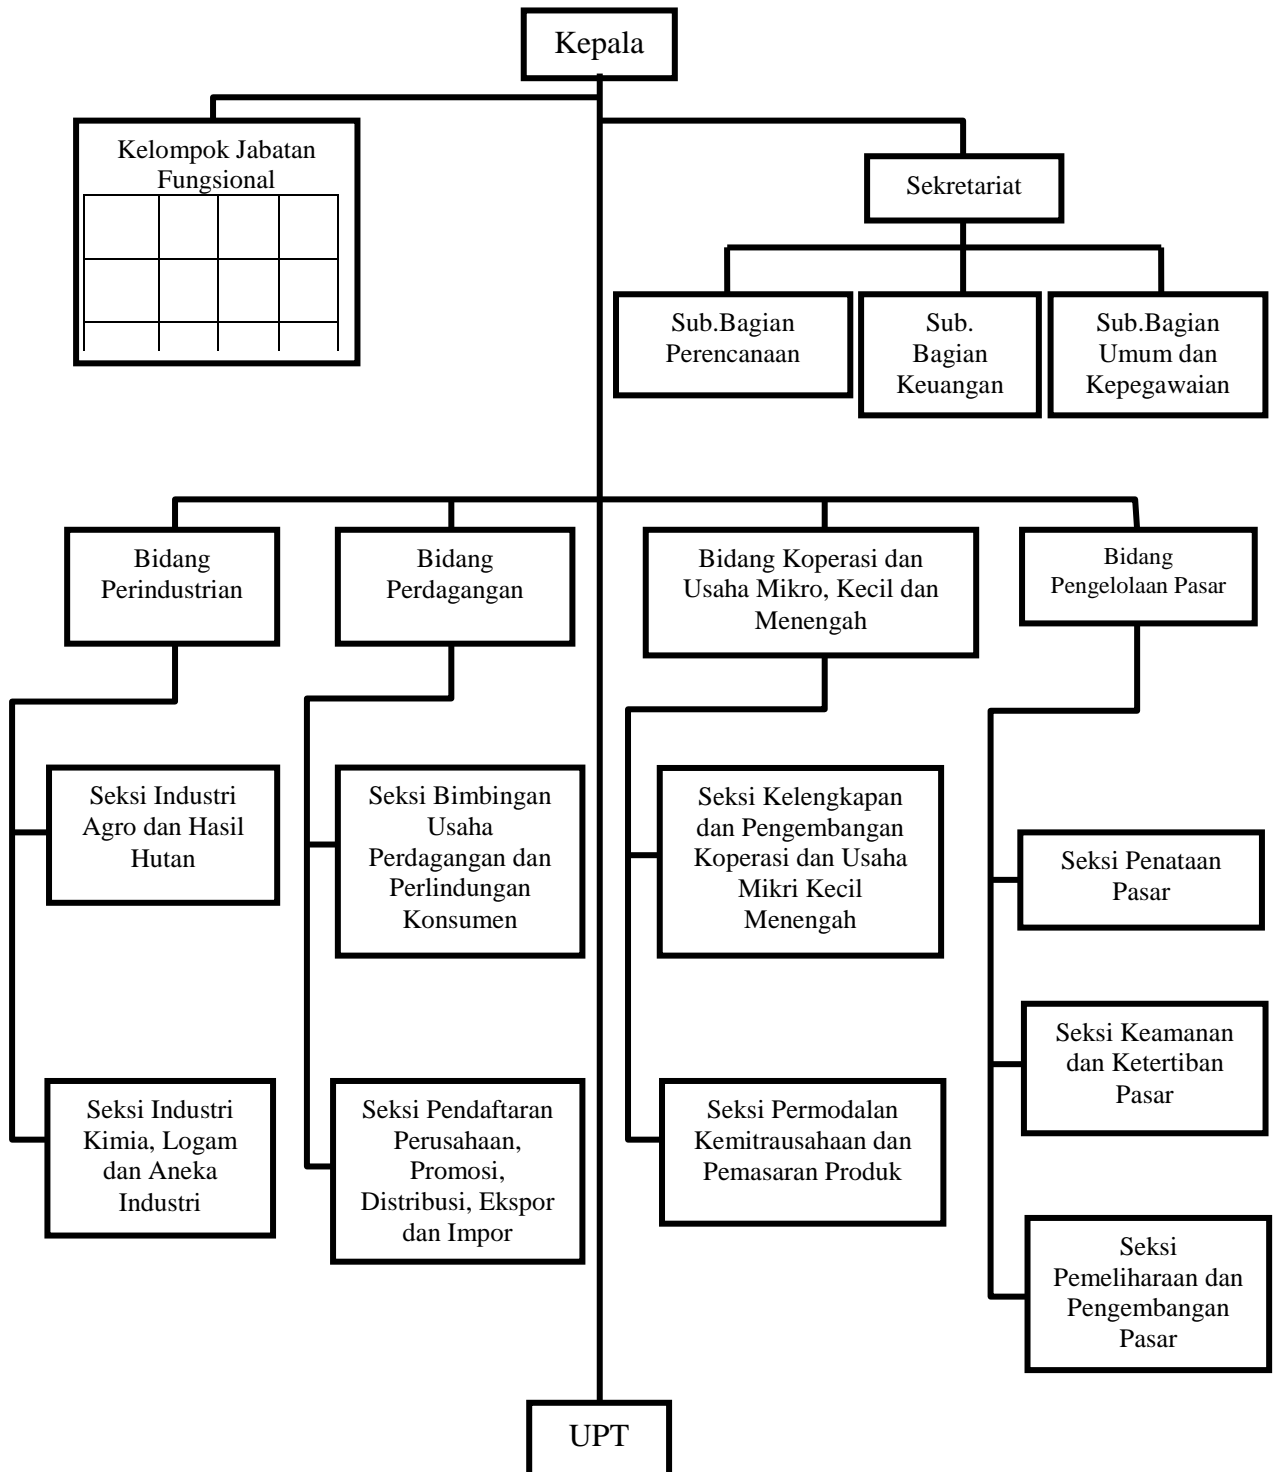 Kepala
Kelompok Jabatan
Fungsional
Sekretariat
Sub.Bagian
Perencanaan
Sub.
Bagian
Keuangan
Sub.Bagian
Umum dan
Kepegawaian
Bidang
Perindustrian
Bidang
Perdagangan
Bidang Koperasi dan
Usaha Mikro, Kecil dan
Menengah
Bidang
Pengelolaan Pasar
Seksi Industri
Agro dan Hasil
Hutan
Seksi Bimbingan
Usaha
Perdagangan dan
Perlindungan
Konsumen
Seksi Kelengkapan
dan Pengembangan
Koperasi dan Usaha
Mikri Kecil
Menengah
Seksi Penataan
Pasar
Seksi Keamanan
dan Ketertiban
Pasar
Seksi Industri
Kimia, Logam
dan Aneka
Industri
Seksi Pendaftaran
Perusahaan,
Promosi,
Distribusi, Ekspor
dan Impor
Seksi Permodalan
Kemitrausahaan dan
Pemasaran Produk
Seksi
Pemeliharaan dan
Pengembangan
Pasar
UPT